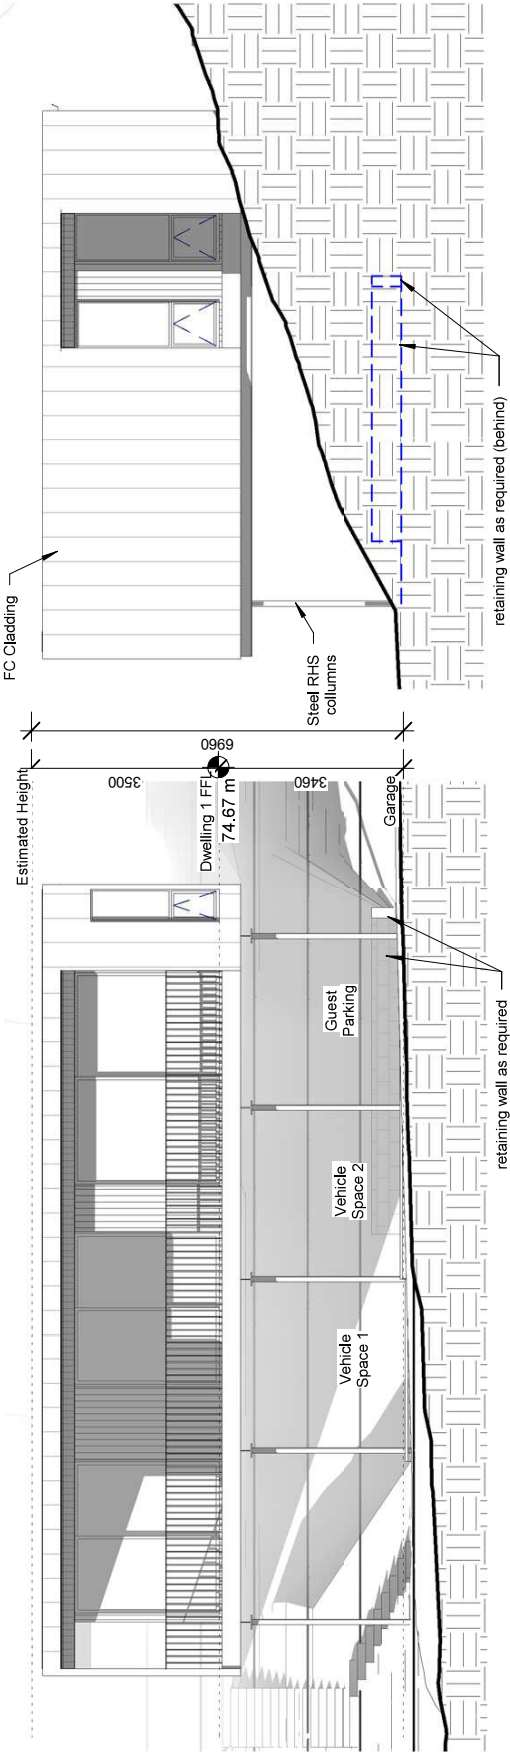 Estimated Height
3500
6960
Dwelling 1 FFL
74.67 m
3460
Garage
Vehicle
Space 1
Vehicle
Space 2
Guest
Parking
retaining wall as required
FC Cladding
Steel RHS
collumns
retaining wall as required (behind)